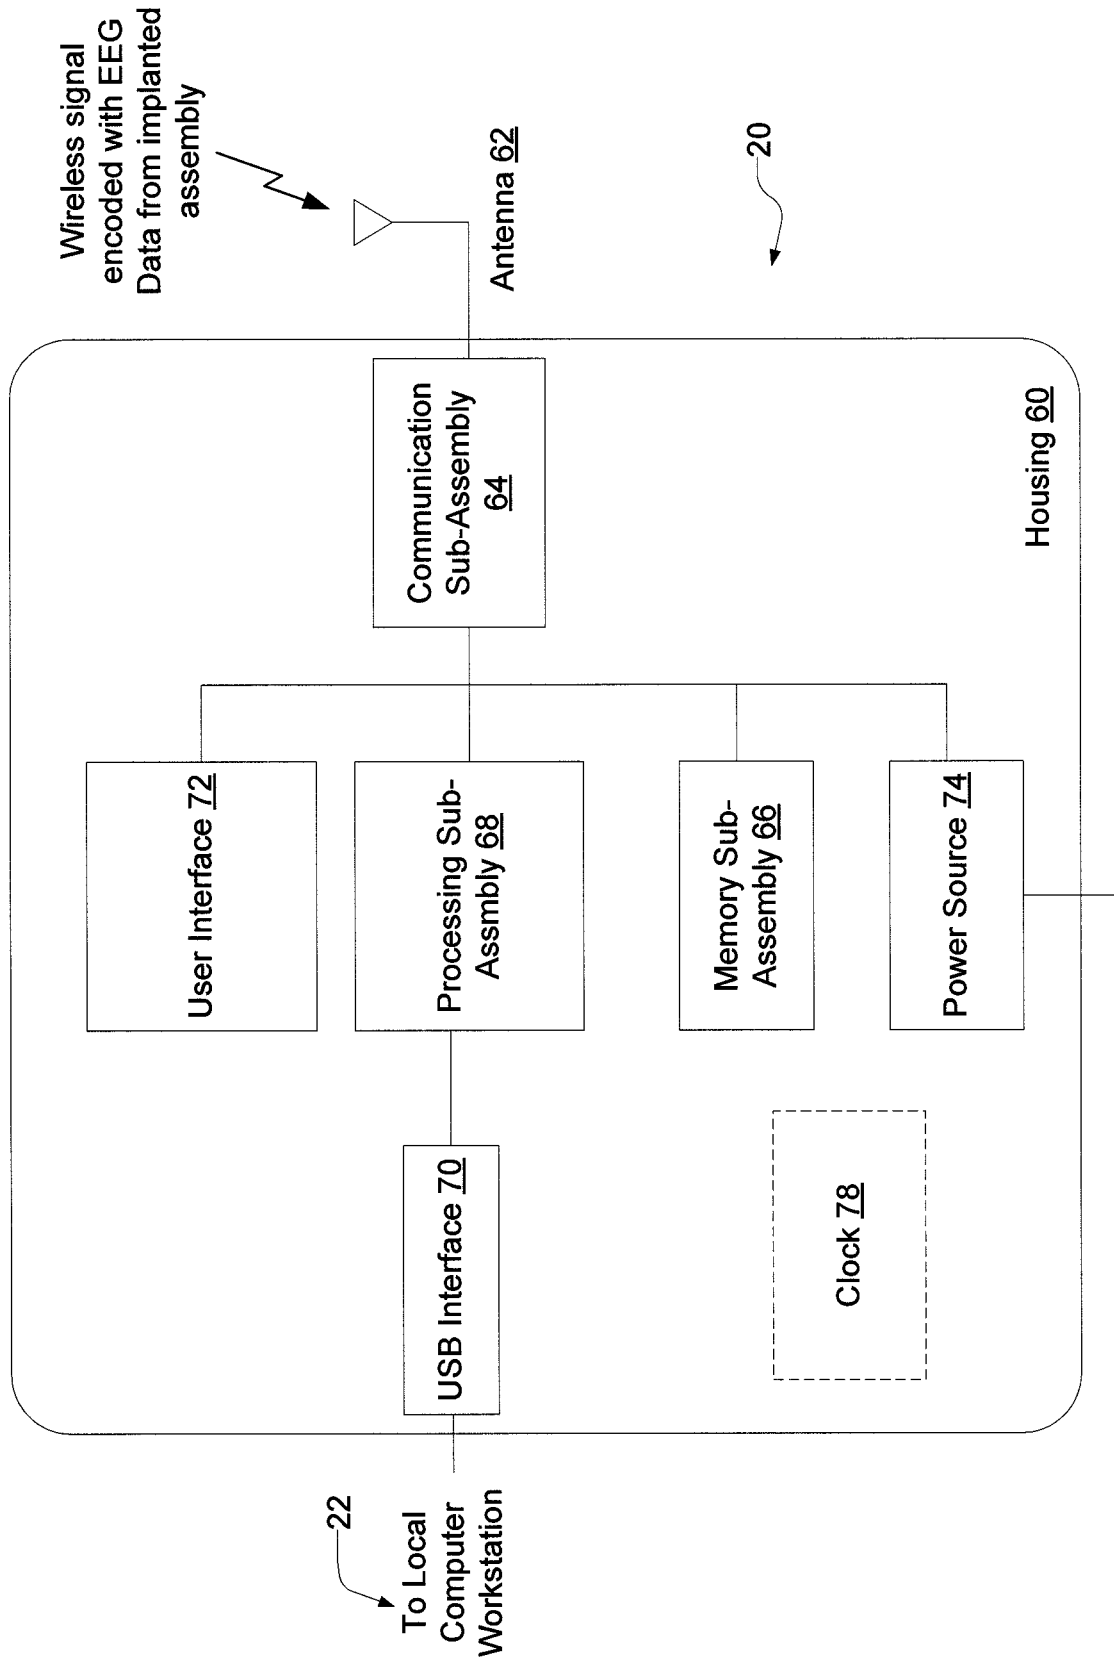 Wireless signal
encoded with EEG
Data from implanted
assembly
Antenna 62
20
Communication
Sub-Assembly
64
Housing 60
User Interface 72
Processing Sub-
Assmbly 68
Memory Sub-
Assembly 66
Power Source 74
USB Interface 70
Clock 78
22
To Local
Computer
Workstation